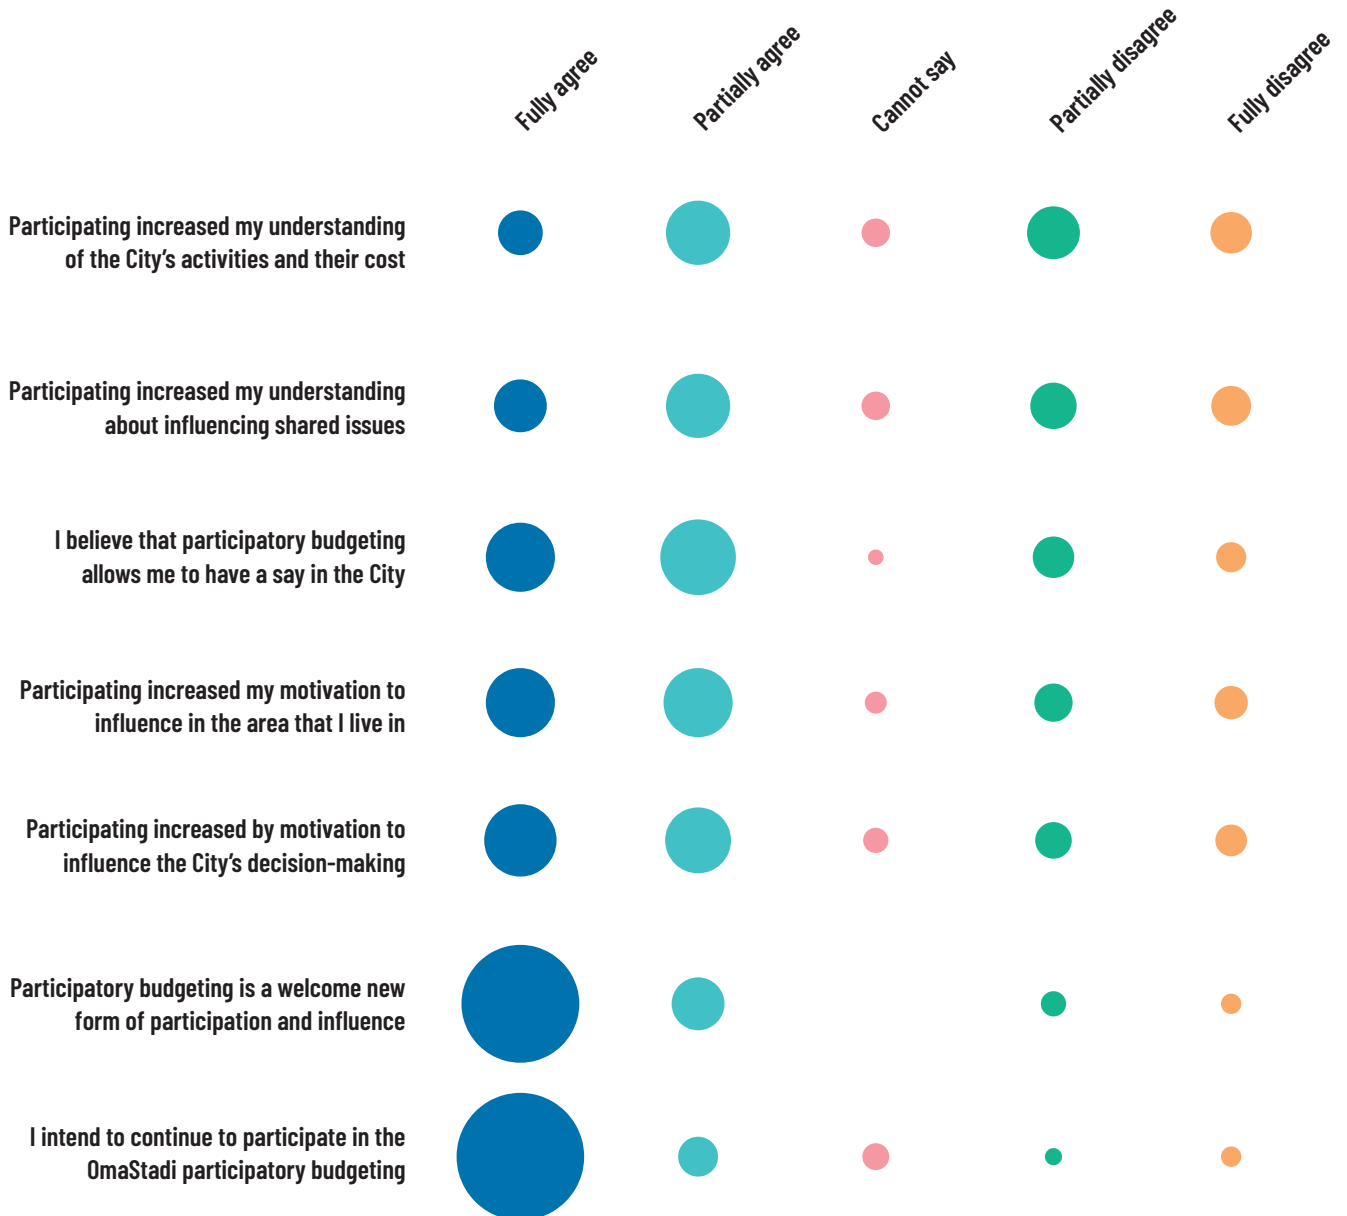 Fully agree
Partially agree
Cannot say
Partially disagree
Fully disagree
Participating increased my understanding
of the City’s activities and their cost
Participating increased my understanding
about influencing shared issues
I believe that participatory budgeting
allows me to have a say in the City
Participating increased my motivation to
influence in the area that I live in
Participating increased by motivation to
influence the City’s decision-making
Participatory budgeting is a welcome new
form of participation and influence
I intend to continue to participate in the
OmaStadi participatory budgeting